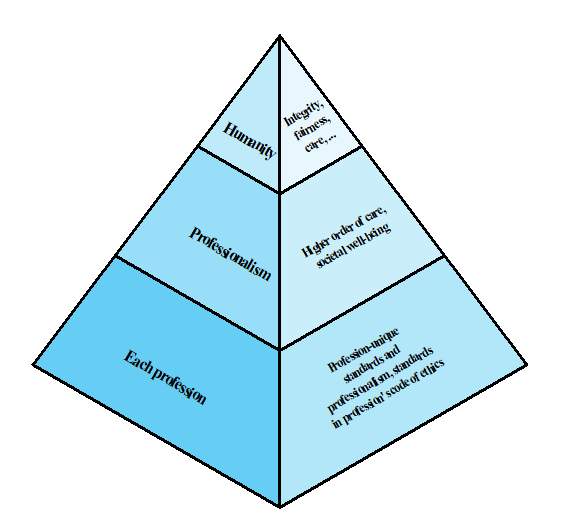 Humanity
Integrity,
fairness,
care, ...
Professionalism
Higher order of care,
societal well-being
Each profession
Profession-unique
standards and
professionalism, standards
in profession's code of ethics